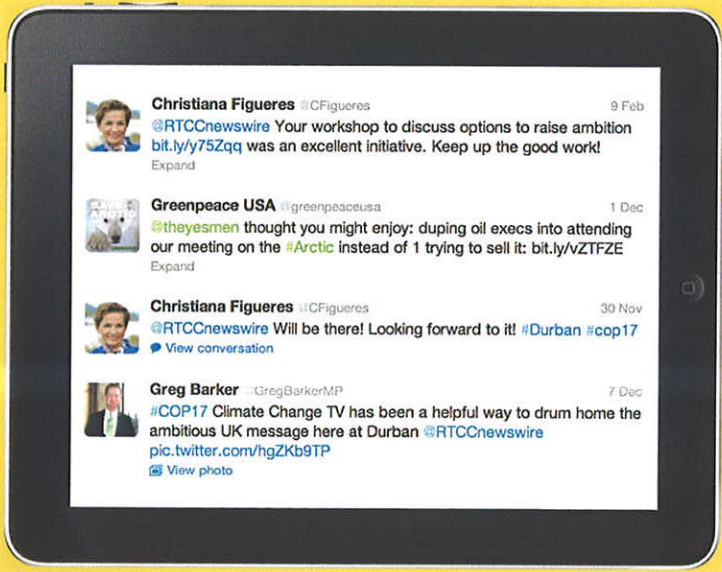 Christiana Figueres @CFigueres 9 Feb
@RTCCnewswire Your workshop to discuss options to raise ambition
bit.ly/y75Zqq was an excellent initiative. Keep up the good work!
Expand
SAVE THE
ARCTIC
Greenpeace USA @greenpeaceusa 1 Dec
@theyesmen thought you might enjoy: duping oil execs into attending
our meeting on the #Arctic instead of 1 trying to sell it: bit.ly/vZTFZE
Expand
Christiana Figueres @CFigueres 30 Nov
@RTCCnewswire Will be there! Looking forward to it! #Durban #cop17
View conversation
Greg Barker @GregBarkerMP 7 Dec
#COP17 Climate Change TV has been a helpful way to drum home the
ambitious UK message here at Durban @RTCCnewswire
pic.twitter.com/hgZKb9TP
View photo